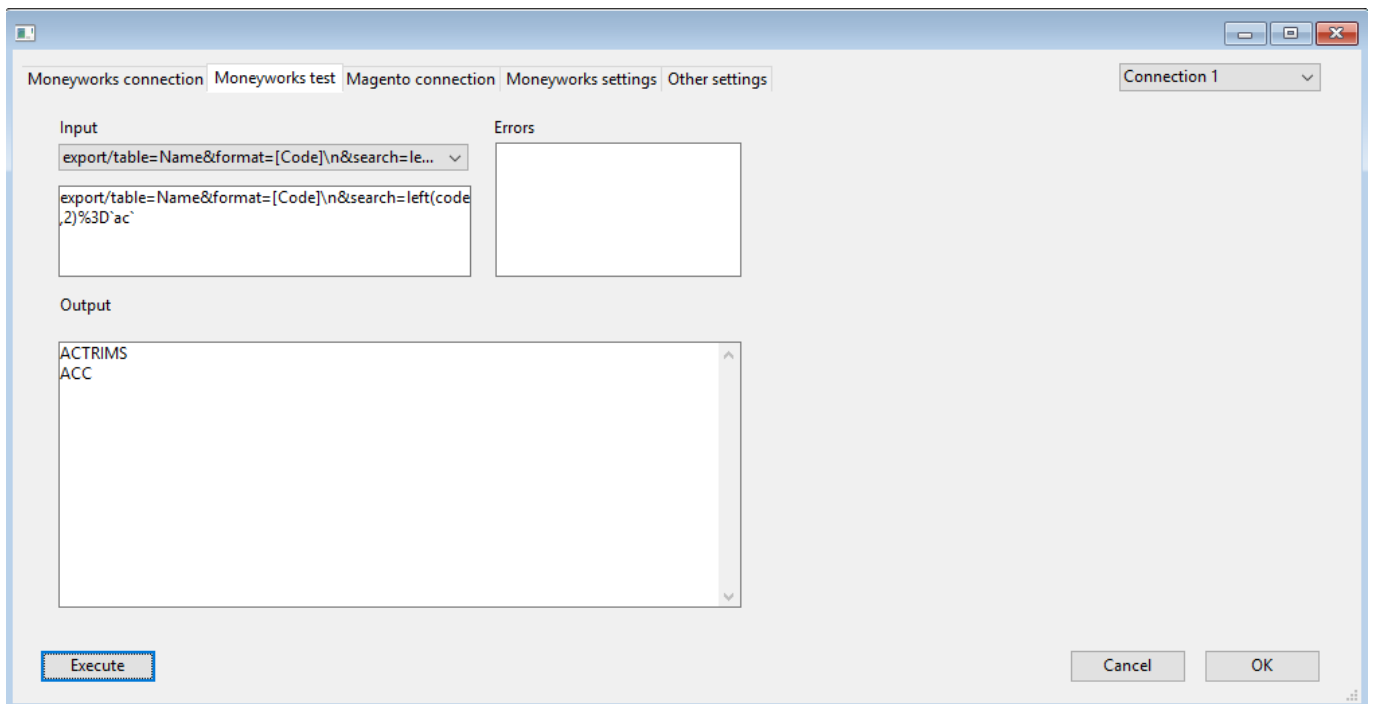 Moneyworks connection Moneyworks test Magento connection Moneyworks settings Other settings Connection 1
Input Errors
export/table=Name&format=[Code]\n&search=le...
export/table=Name&format=[Code]\n&search=left(code
,2)%3D`ac`
Output
ACTRIMS
ACC
Execute Cancel OK